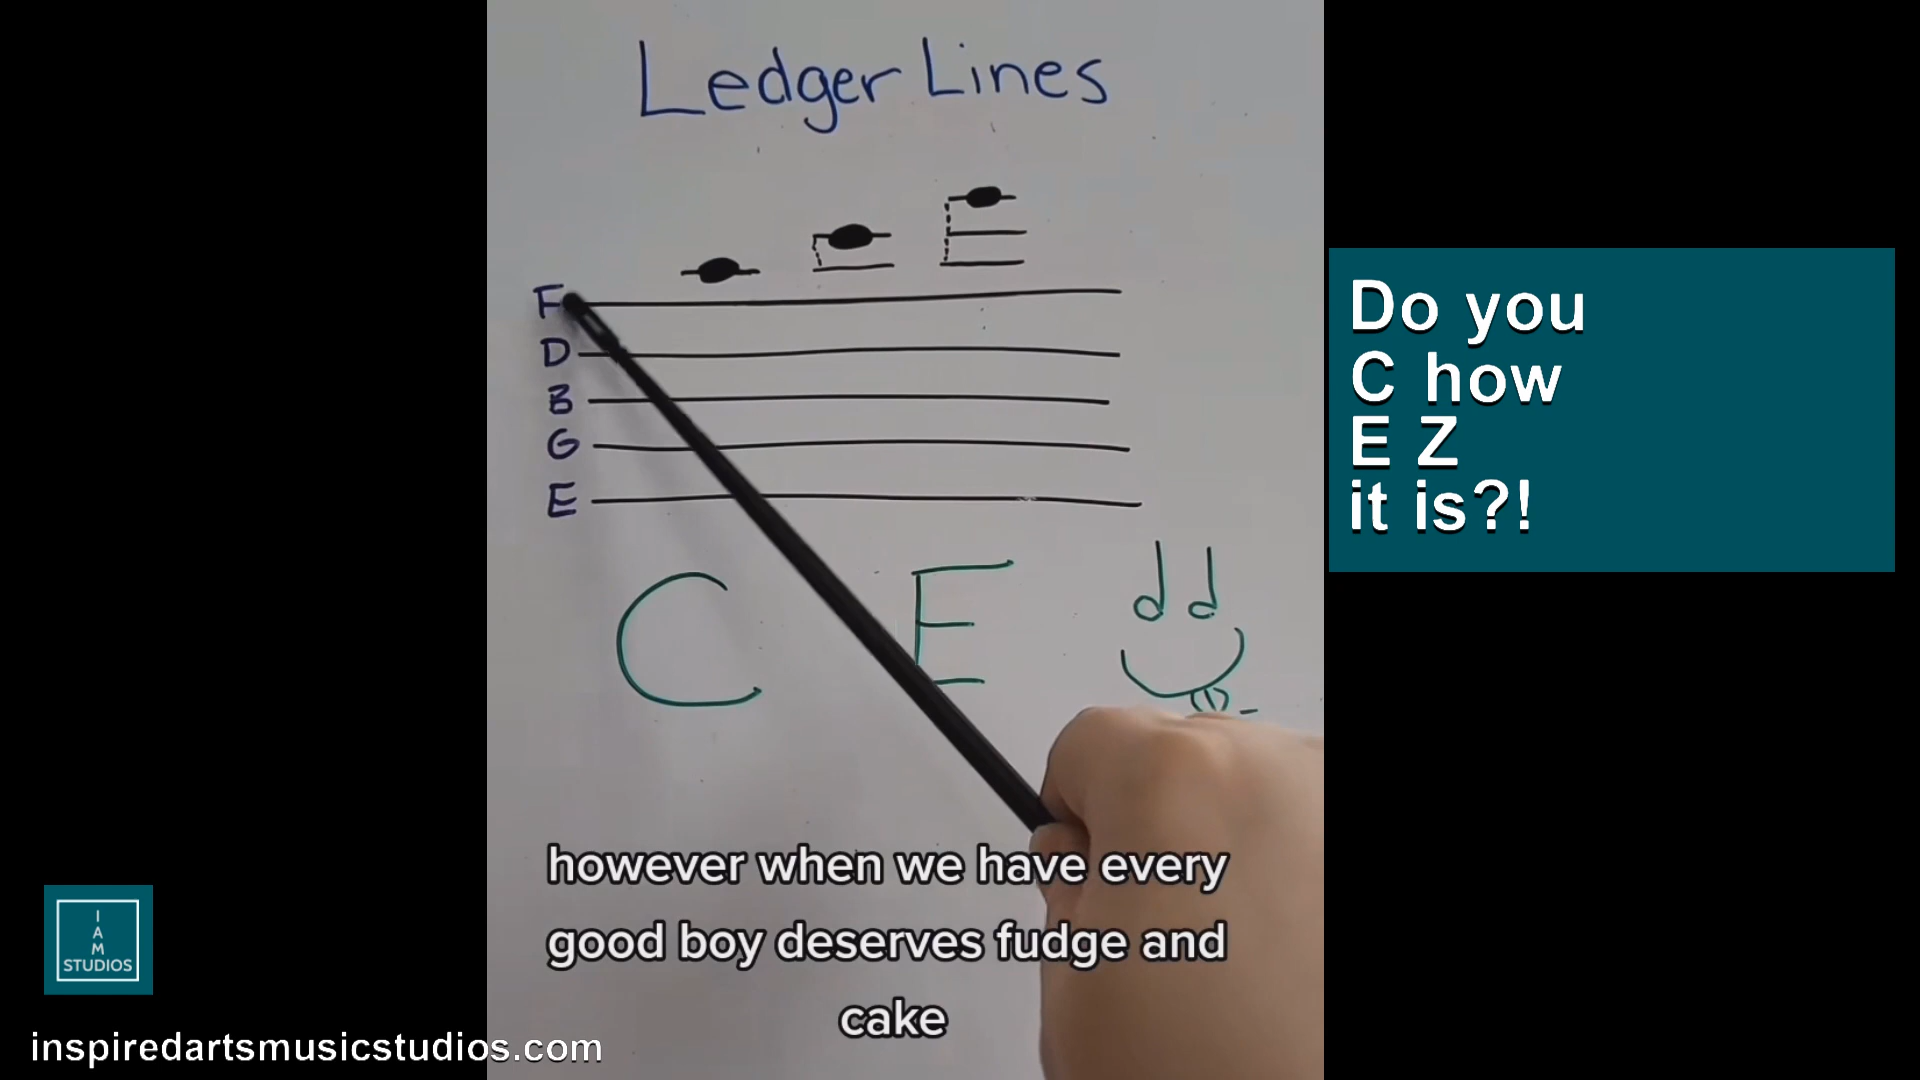 Ledger Lines
F
D
B
G
E
C E
Do you
C how
E Z
it is?!
however when we have every
good boy deserves fudge and
cake
I
A
M
STUDIOS
inspiredartsmusicstudios.com